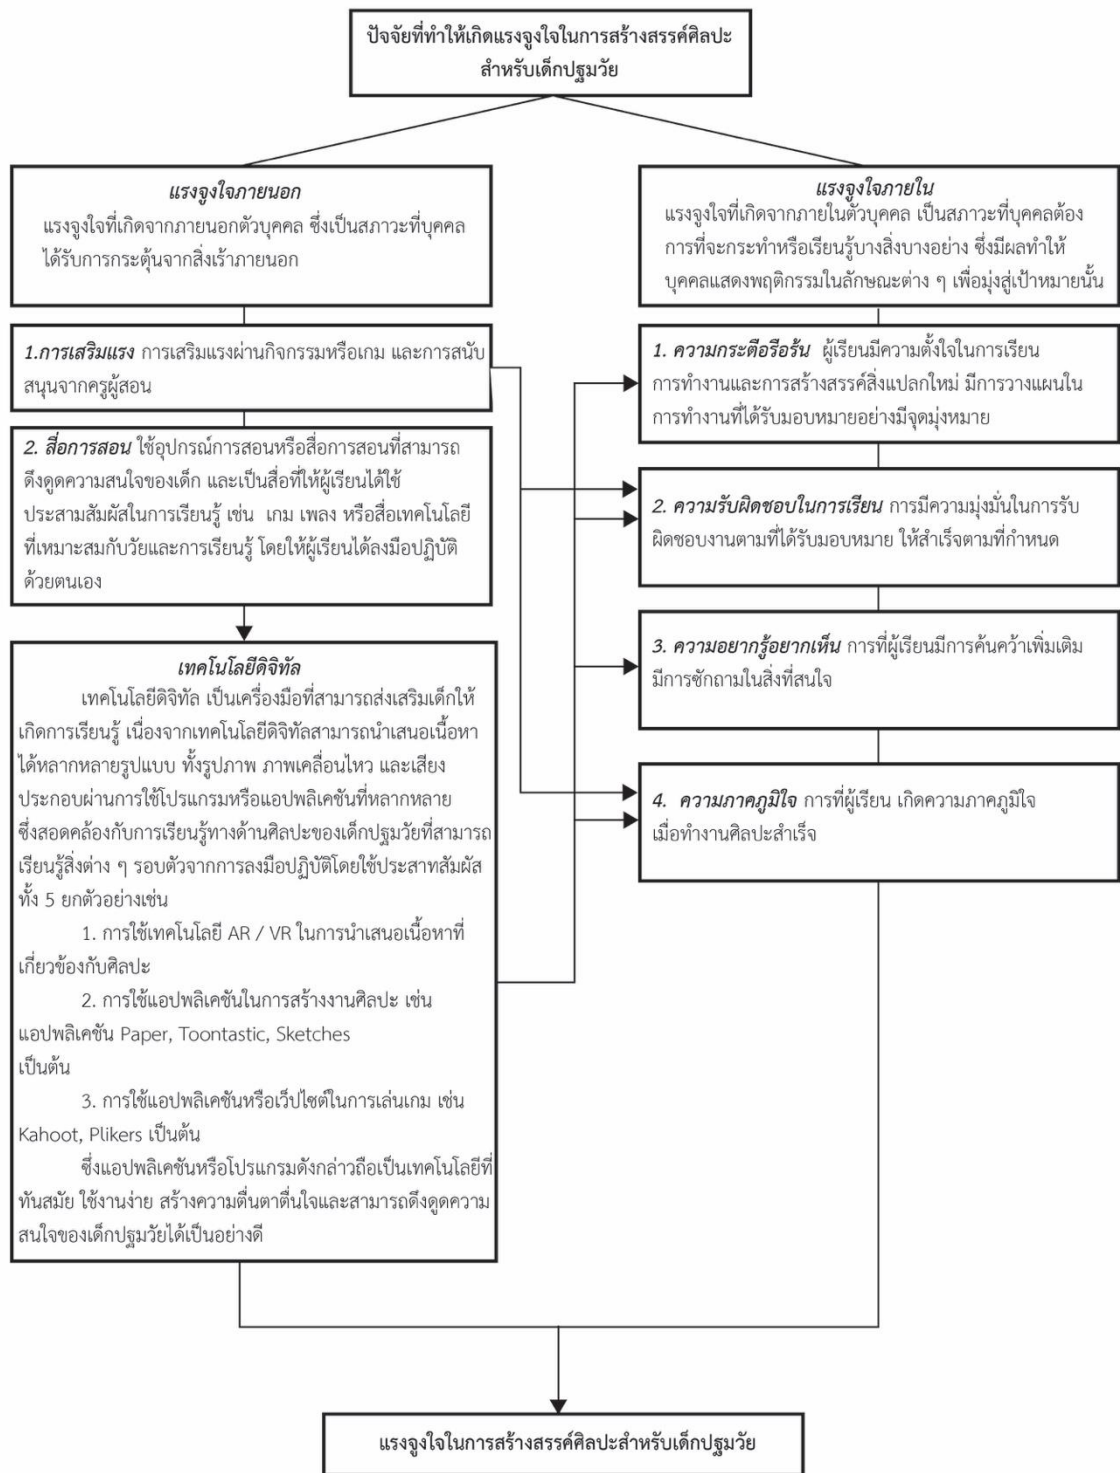 ปัจจัยที่ทำให้เกิดแรงจูงใจในการสร้างสรรค์ศิลปะ
สำหรับเด็กปฐมวัย
แรงจูงใจภายนอก
แรงจูงใจที่เกิดจากภายนอกตัวบุคคล ซึ่งเป็นสภาวะที่บุคคล
ได้รับการกระตุ้นจากสิ่งเร้าภายนอก
1.การเสริมแรง การเสริมแรงผ่านกิจกรรมหรือเกม และการสนับ
สนุนจากครูผู้สอน
2. สื่อการสอน ใช้อุปกรณ์การสอนหรือสื่อการสอนที่สามารถ
ดึงดูดความสนใจของเด็ก และเป็นสื่อที่ให้ผู้เรียนได้ใช้
ประสามสัมผัสในการเรียนรู้ เช่น เกม เพลง หรือสื่อเทคโนโลยี
ที่เหมาะสมกับวัยและการเรียนรู้ โดยให้ผู้เรียนได้ลงมือปฏิบัติ
ด้วยตนเอง
เทคโนโลยีดิจิทัล
เทคโนโลยีดิจิทัล เป็นเครื่องมือที่สามารถส่งเสริมเด็กให้
เกิดการเรียนรู้ เนื่องจากเทคโนโลยีดิจิทัลสามารถนำเสนอเนื้อหา
ได้หลากหลายรูปแบบ ทั้งรูปภาพ ภาพเคลื่อนไหว และเสียง
ประกอบผ่านการใช้โปรแกรมหรือแอปพลิเคชันที่หลากหลาย
ซึ่งสอดคล้องกับการเรียนรู้ทางด้านศิลปะของเด็กปฐมวัยที่สามารถ
เรียนรู้สิ่งต่าง ๆ รอบตัวจากการลงมือปฏิบัติโดยใช้ประสาทสัมผัส
ทั้ง 5 ยกตัวอย่างเช่น
1. การใช้เทคโนโลยี AR / VR ในการนำเสนอเนื้อหาที่
เกี่ยวข้องกับศิลปะ
2. การใช้แอปพลิเคชันในการสร้างงานศิลปะ เช่น
แอปพลิเคชัน Paper, Toontastic, Sketches
เป็นต้น
3. การใช้แอปพลิเคชันหรือเว็ปไซต์ในการเล่นเกม เช่น
Kahoot, Plikers เป็นต้น
ซึ่งแอปพลิเคชันหรือโปรแกรมดังกล่าวถือเป็นเทคโนโลยีที่
ทันสมัย ใช้งานง่าย สร้างความตื่นตาตื่นใจและสามารถดึงดูดความ
สนใจของเด็กปฐมวัยได้เป็นอย่างดี
แรงจูงใจภายใน
แรงจูงใจที่เกิดจากภายในตัวบุคคล เป็นสภาวะที่บุคคลต้อง
การที่จะกระทำหรือเรียนรู้บางสิ่งบางอย่าง ซึ่งมีผลทำให้
บุคคลแสดงพฤติกรรมในลักษณะต่าง ๆ เพื่อมุ่งสู่เป้าหมายนั้น
1. ความกระตือรือร้น ผู้เรียนมีความตั้งใจในการเรียน
การทำงานและการสร้างสรรค์สิ่งแปลกใหม่ มีการวางแผนใน
การทำงานที่ได้รับมอบหมายอย่างมีจุดมุ่งหมาย
2. ความรับผิดชอบในการเรียน การมีความมุ่งมั่นในการรับ
ผิดชอบงานตามที่ได้รับมอบหมาย ให้สำเร็จตามที่กำหนด
3. ความอยากรู้อยากเห็น การที่ผู้เรียนมีการค้นคว้าเพิ่มเติม
มีการซักถามในสิ่งที่สนใจ
4. ความภาคภูมิใจ การที่ผู้เรียน เกิดความภาคภูมิใจ
เมื่อทำงานศิลปะสำเร็จ
แรงจูงใจในการสร้างสรรค์ศิลปะสำหรับเด็กปฐมวัย